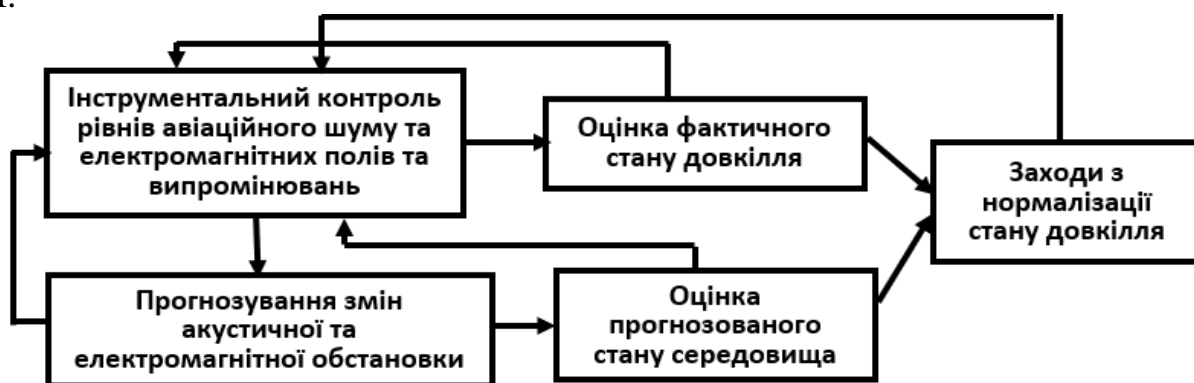 Інструментальний контроль
рівнів авіаційного шуму та
електромагнітних полів та
випромінювань
Оцінка фактичного
стану довкілля
Заходи з
нормалізації
стану довкілля
Прогнозування змін
акустичної та
електромагнітної обстановки
Оцінка
прогнозованого
стану середовища